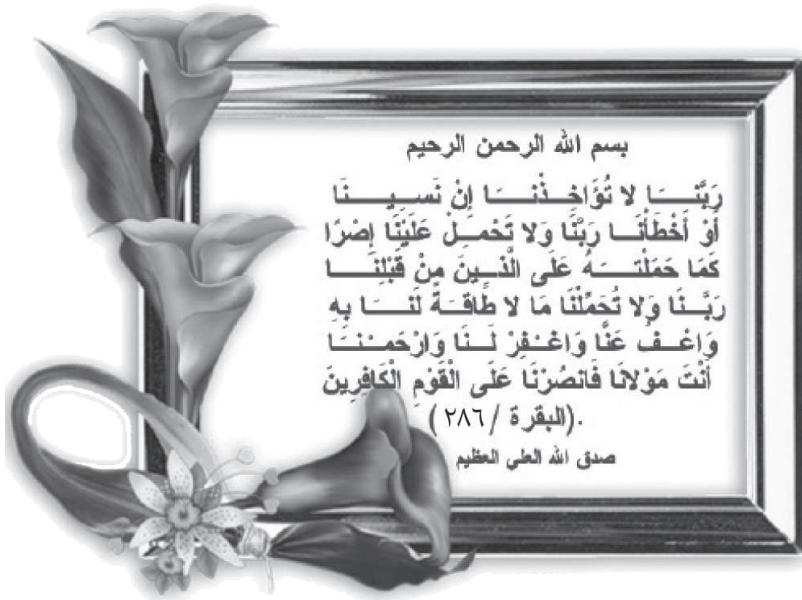 بسم الله الرحمن الرحيم
رَبَّنَا لا تُؤَاخِذْنَا إِنْ نَسِينَا
أَوْ أَخْطَأْنَا رَبَّنَا وَلا تَحْمِلْ عَلَيْنَا إِصْرًا
كَمَا حَمَلْتَهُ عَلَى الَّذِينَ مِنْ قَبْلِنَا
رَبَّنَا وَلا تُحَمِّلْنَا مَا لا طَاقَةَ لَنَا بِهِ
وَاعْفُ عَنَّا وَاغْفِرْ لَنَا وَارْحَمْنَا
أَنْتَ مَوْلانَا فَانصُرْنَا عَلَى الْقَوْمِ الْكَافِرِينَ
(البقرة / ٢٨٦).
صدق الله العلي العظيم